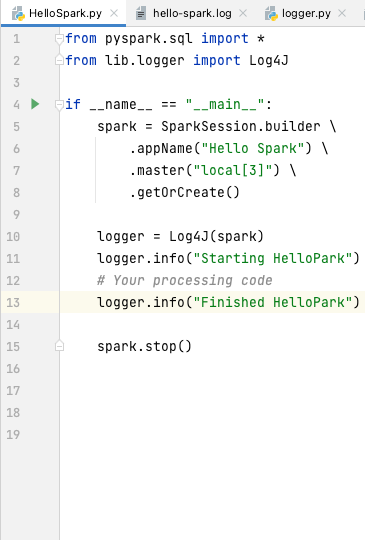 HelloSpark.py hello-spark.log logger.py
1 from pyspark.sql import *
2 from lib.logger import Log4J
3
4 if __name__ == "__main__":
5 spark = SparkSession.builder \
6 .appName("Hello Spark") \
7 .master("local[3]") \
8 .getOrCreate()
9
10 logger = Log4J(spark)
11 logger.info("Starting HelloPark")
12 # Your processing code
13 logger.info("Finished HelloPark")
14
15 spark.stop()
16
17
18
19